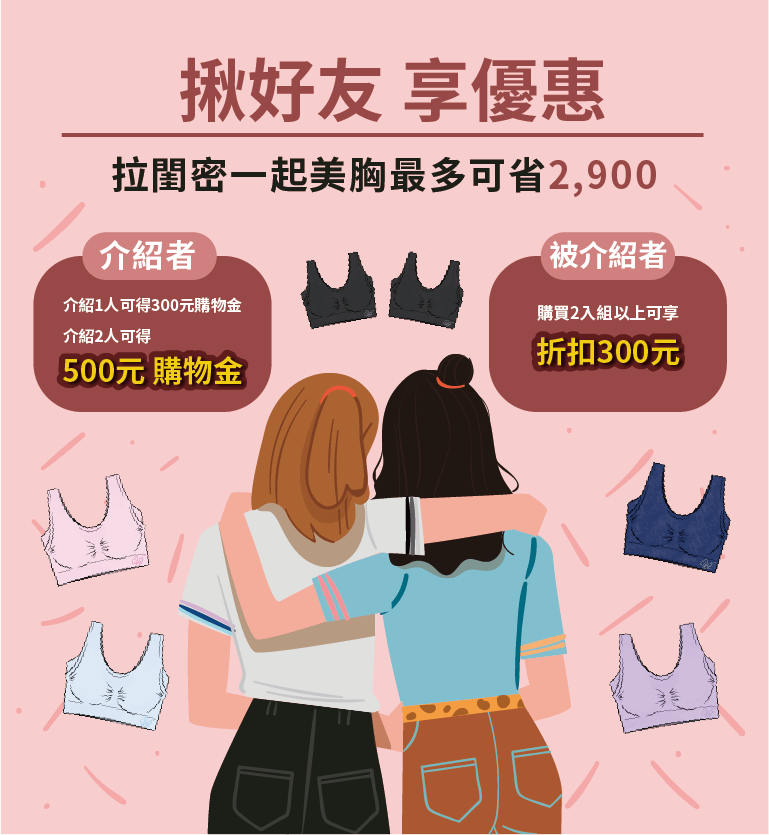 揪好友 享優惠
拉閨密一起美胸最多可省2,900
介紹者
介紹1人可得300元購物金
介紹2人可得
500元 購物金
被介紹者
購買2入組以上可享
折扣300元